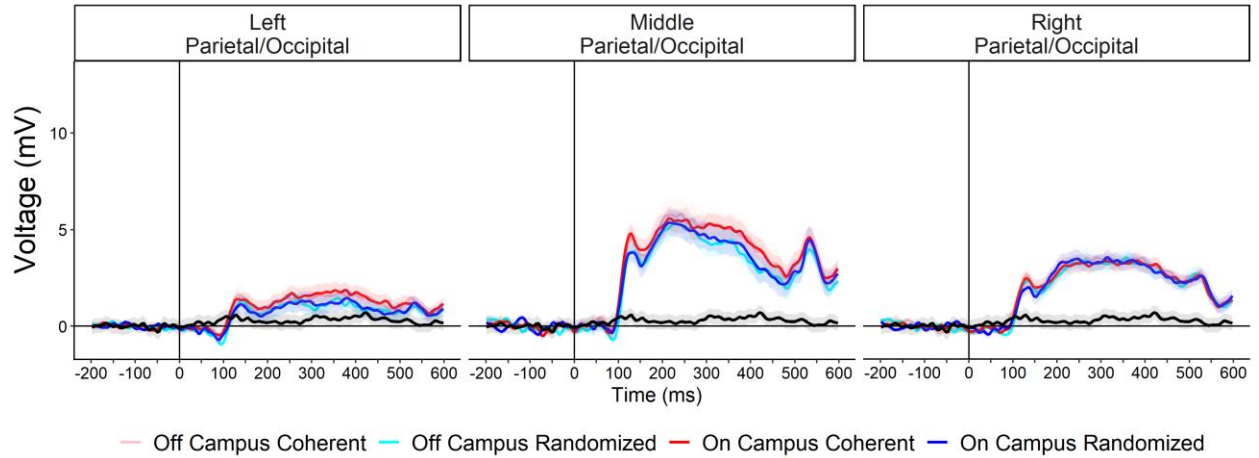 Left
Parietal/Occipital
Middle
Parietal/Occipital
Right
Parietal/Occipital
Voltage (mV)
10
5
0
-200 -100 0 100 200 300 400 500 600
-200 -100 0 100 200 300 400 500 600
-200 -100 0 100 200 300 400 500 600
Time (ms)
Off Campus Coherent Off Campus Randomized On Campus Coherent On Campus Randomized